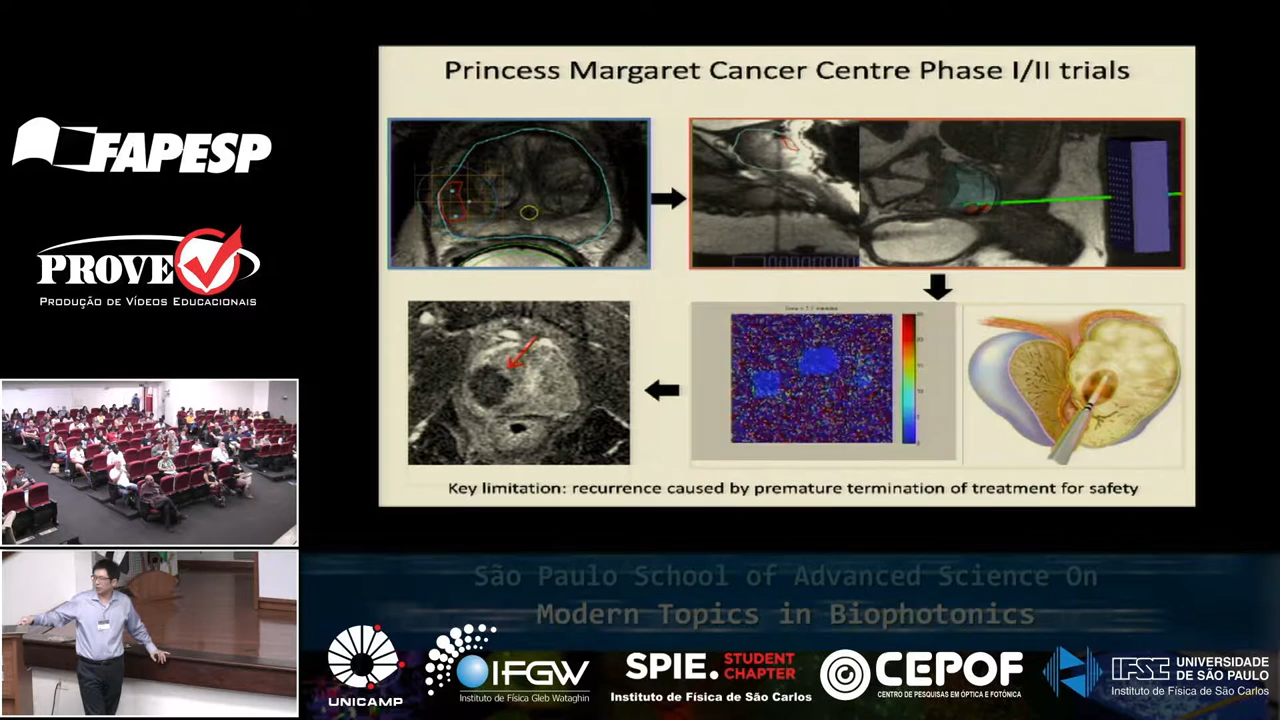 Princess Margaret Cancer Centre Phase I/II trials
Key limitation: recurrence caused by premature termination of treatment for safety
FAPESP
PROVE
PRODUÇÃO DE VÍDEOS EDUCACIONAIS
São Paulo School of Advanced Science On
Modern Topics in Biophotonics
UNICAMP
IFGW
Instituto de Física Gleb Wataghin
SPIE. STUDENT CHAPTER
Instituto de Física de São Carlos
CEPOF
CENTRO DE PESQUISAS EM ÓPTICA E FOTÔNICA
IFSC UNIVERSIDADE DE SÃO PAULO
Instituto de Física de São Carlos